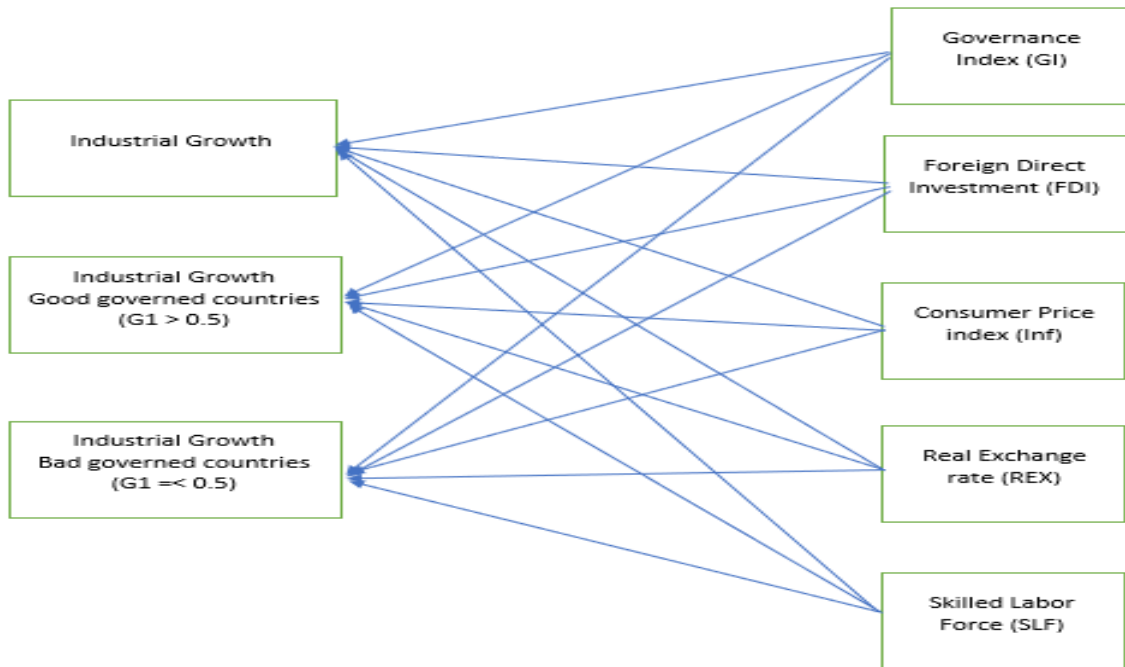 Industrial Growth
Industrial Growth
Good governed countries
(G1 > 0.5)
Industrial Growth
Bad governed countries
(G1 =< 0.5)
Governance
Index (GI)
Foreign Direct
Investment (FDI)
Consumer Price
index (Inf)
Real Exchange
rate (REX)
Skilled Labor
Force (SLF)